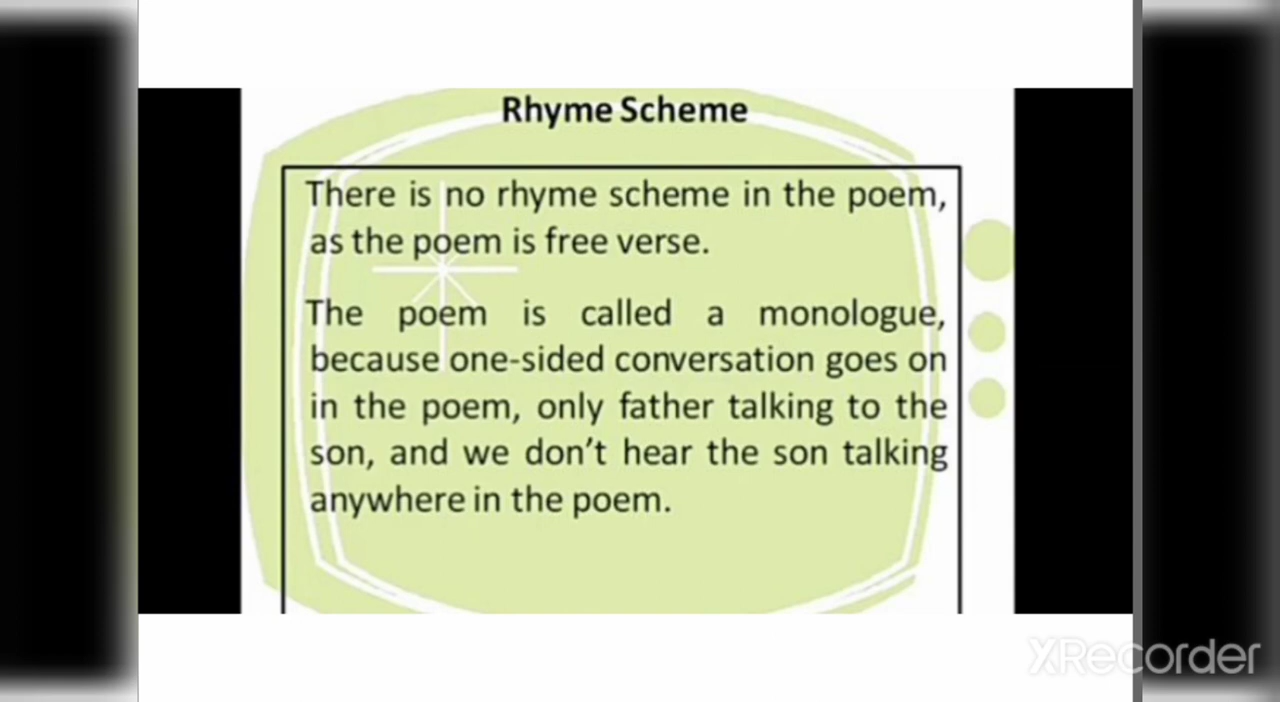 Rhyme Scheme
There is no rhyme scheme in the poem,
as the poem is free verse.
The poem is called a monologue,
because one-sided conversation goes on
in the poem, only father talking to the
son, and we don’t hear the son talking
anywhere in the poem.
XRecorder